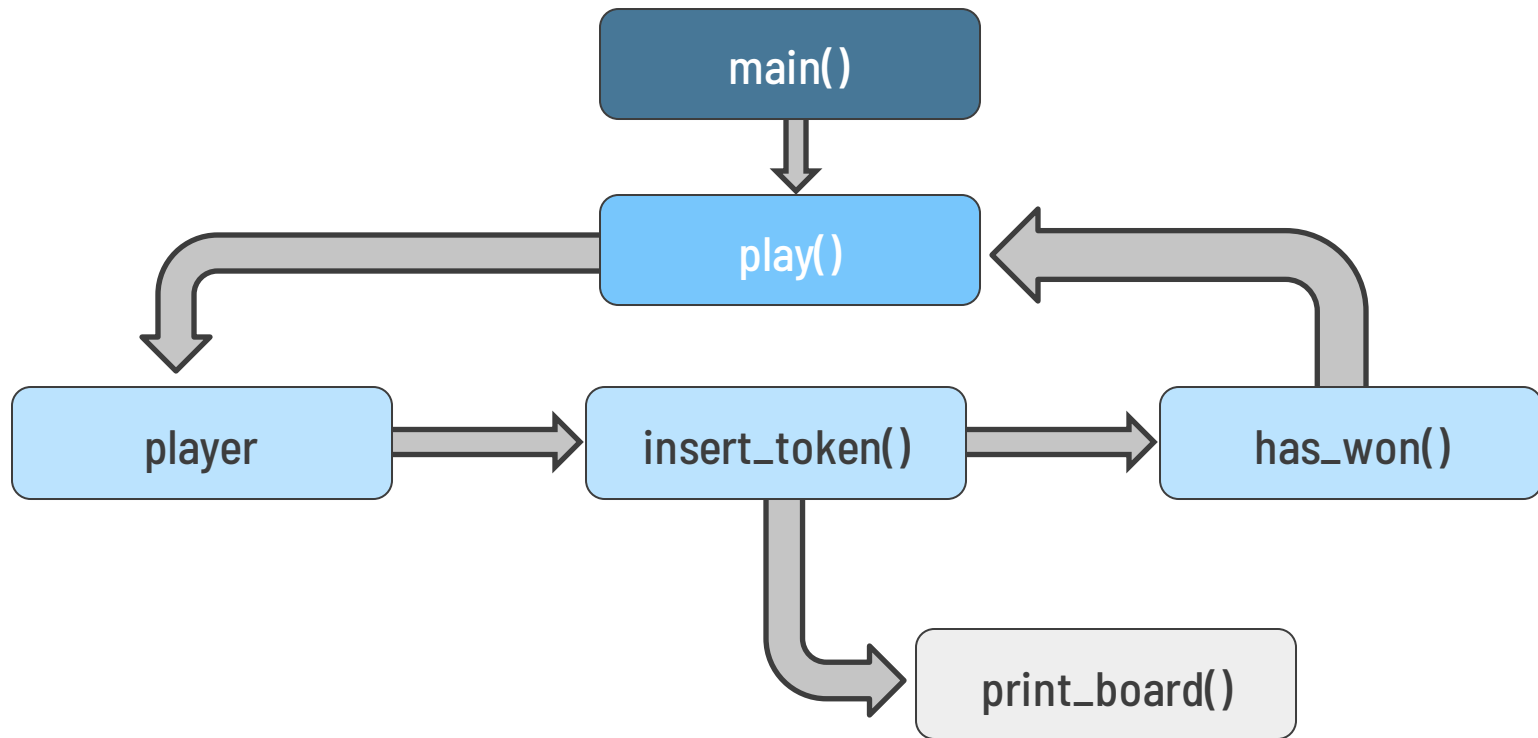 main()
play()
player
insert_token()
has_won()
print_board()